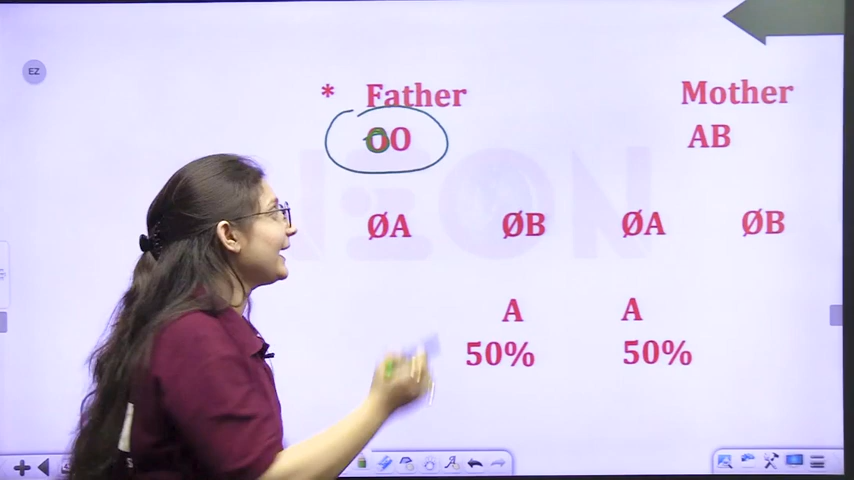 EZ
* Father Mother
OO AB
ØA ØB ØA ØB
A A
50% 50%